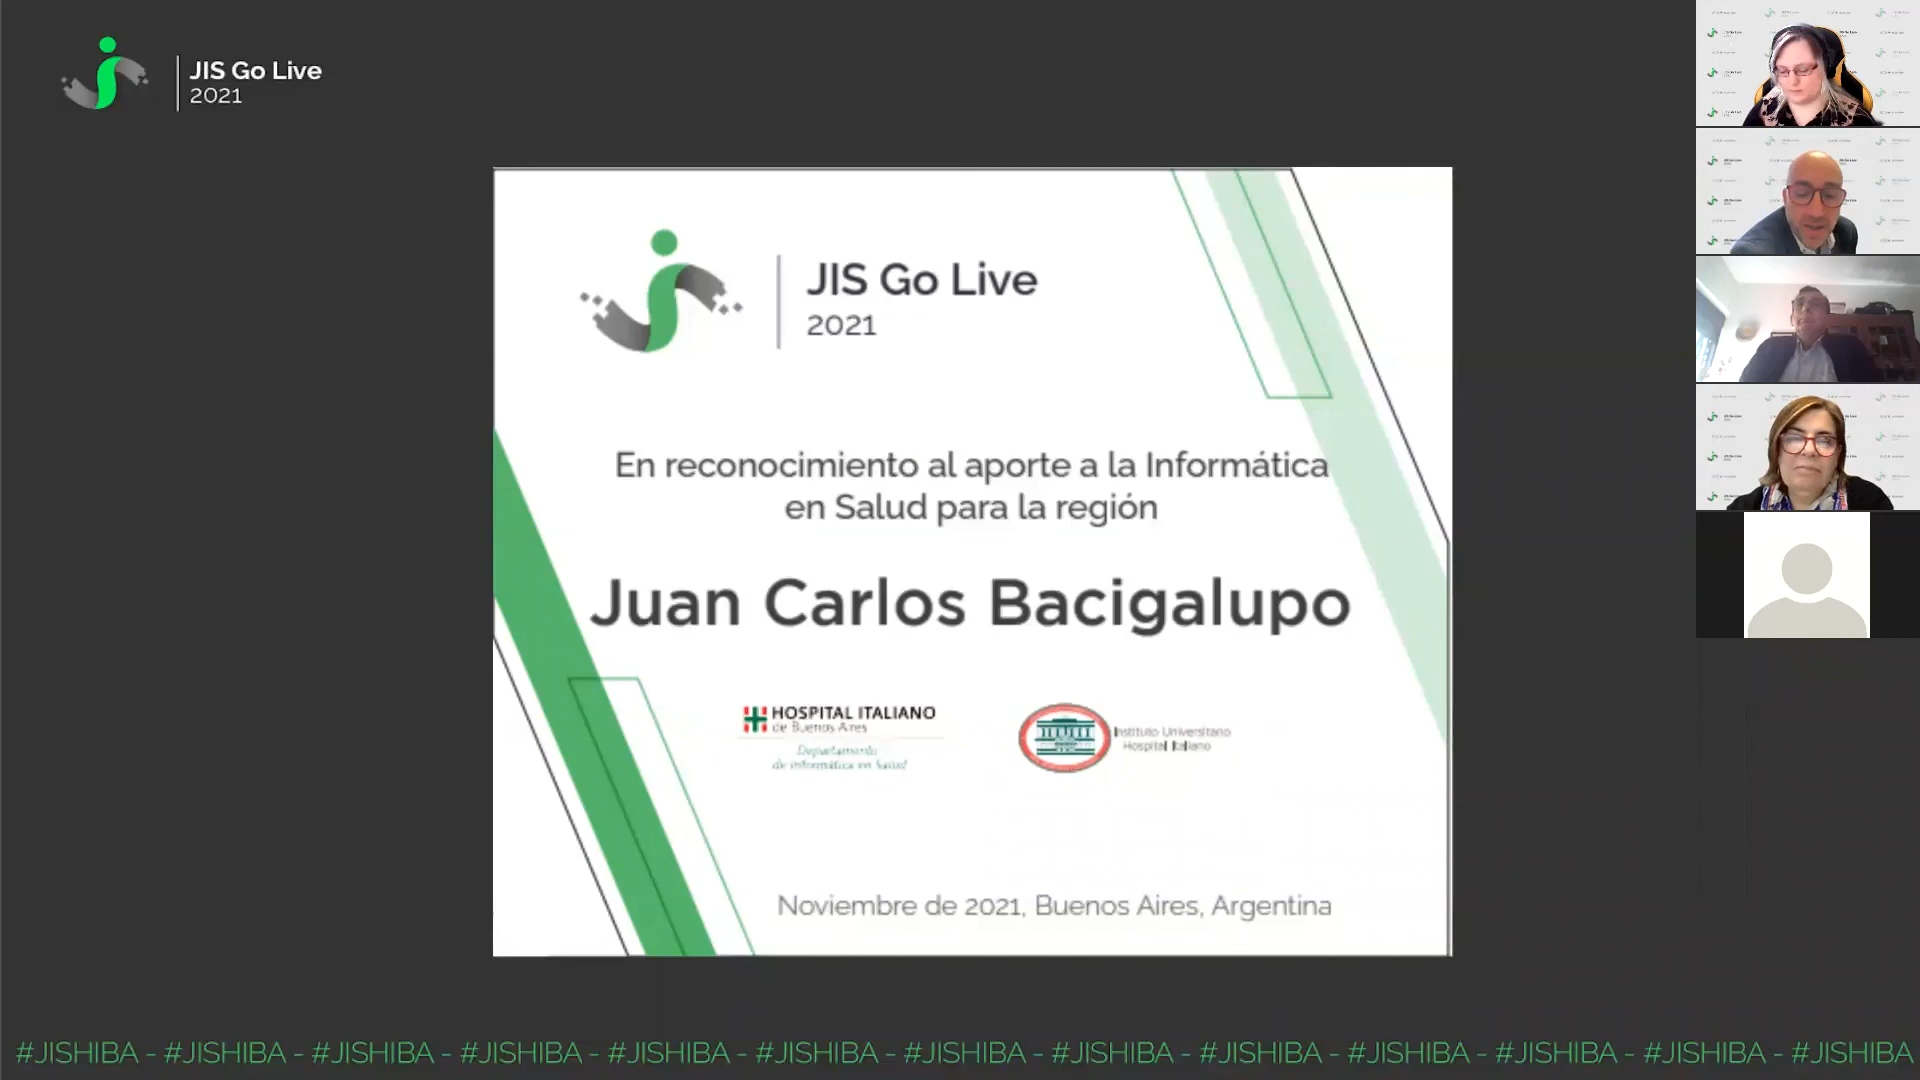 JIS Go Live
2021
JIS Go Live
2021
En reconocimiento al aporte a la Informática
en Salud para la región
Juan Carlos Bacigalupo
HOSPITAL ITALIANO
de Buenos Aires
Departamento
de Informática en Salud
Instituto Universitario
Hospital Italiano
Noviembre de 2021, Buenos Aires, Argentina
#JISHIBA - #JISHIBA - #JISHIBA - #JISHIBA - #JISHIBA - #JISHIBA - #JISHIBA - #JISHIBA - #JISHIBA - #JISHIBA - #JISHIBA - #JISHIBA - #JISHIBA